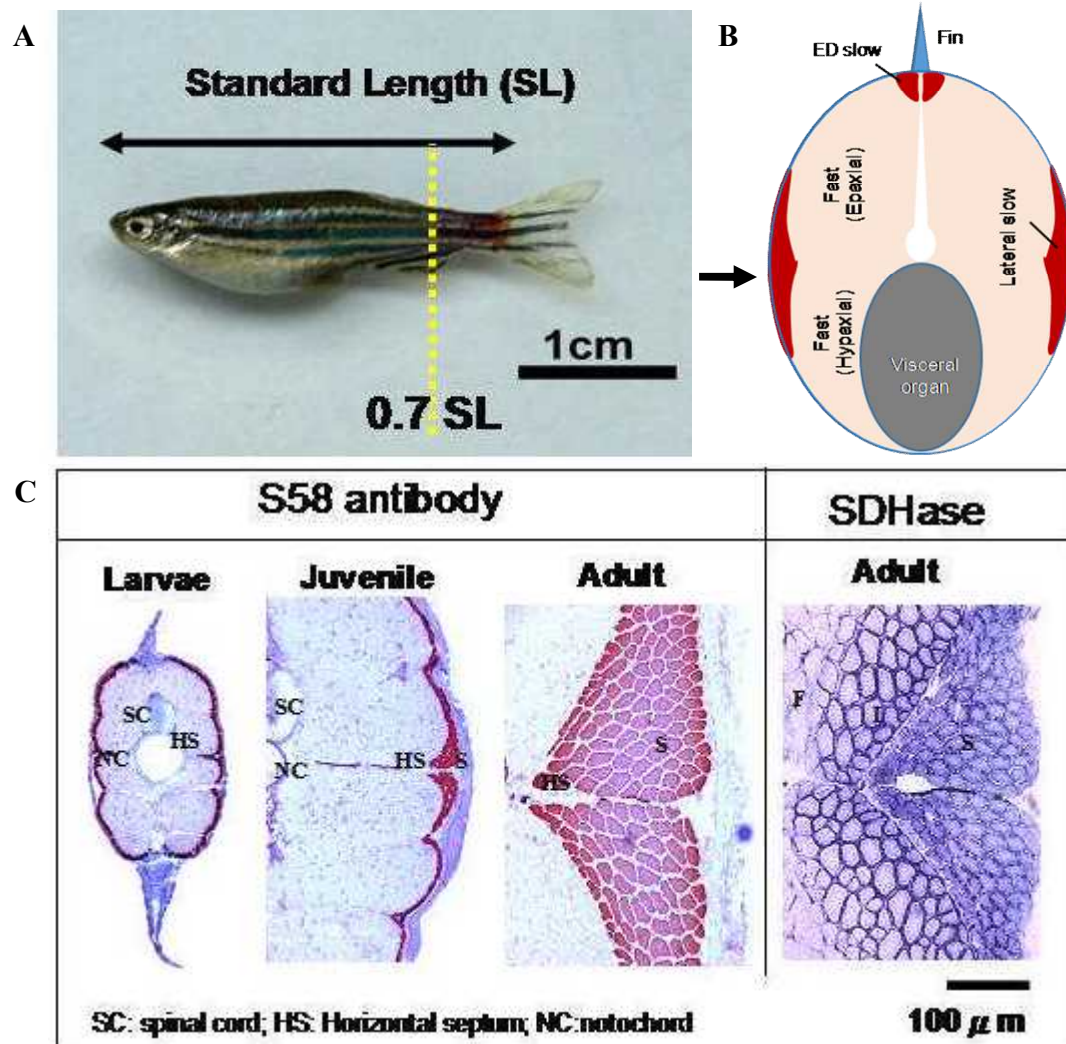 A
Standard Length (SL)
1cm
0.7 SL
B
ED slow
Fin
Fast
(Epaxial)
Lateral slow
Fast
(Hypaxial)
Visceral
organ
C
S58 antibody
SDHase
Larvae
Juvenile
Adult
Adult
SC
NC
HS
SC
NC
HS
S
HS
S
F
I
S
SC: spinal cord; HS: Horizontal septum; NC:notochord
100 μm